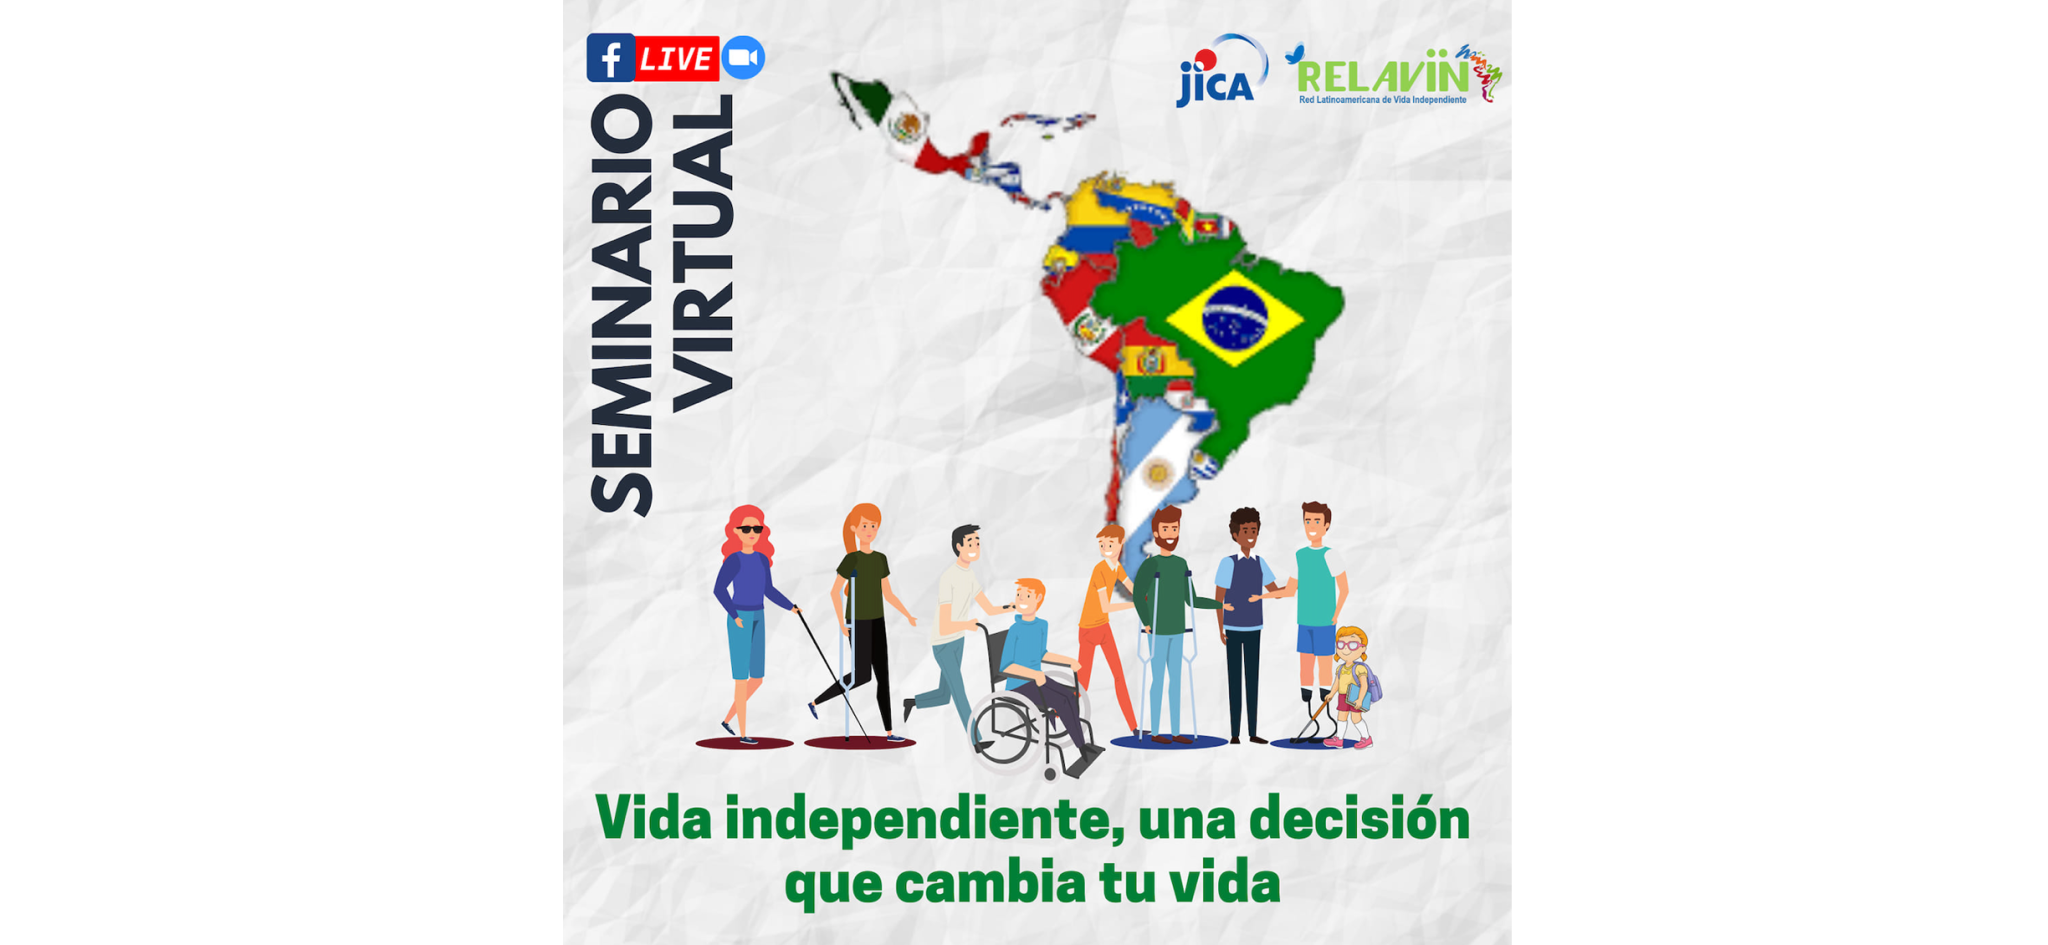 f LIVE
SEMINARIO
VIRTUAL
jica
RELAVIN
Red Latinoamericana de Vida Independiente
Vida independiente, una decisión
que cambia tu vida